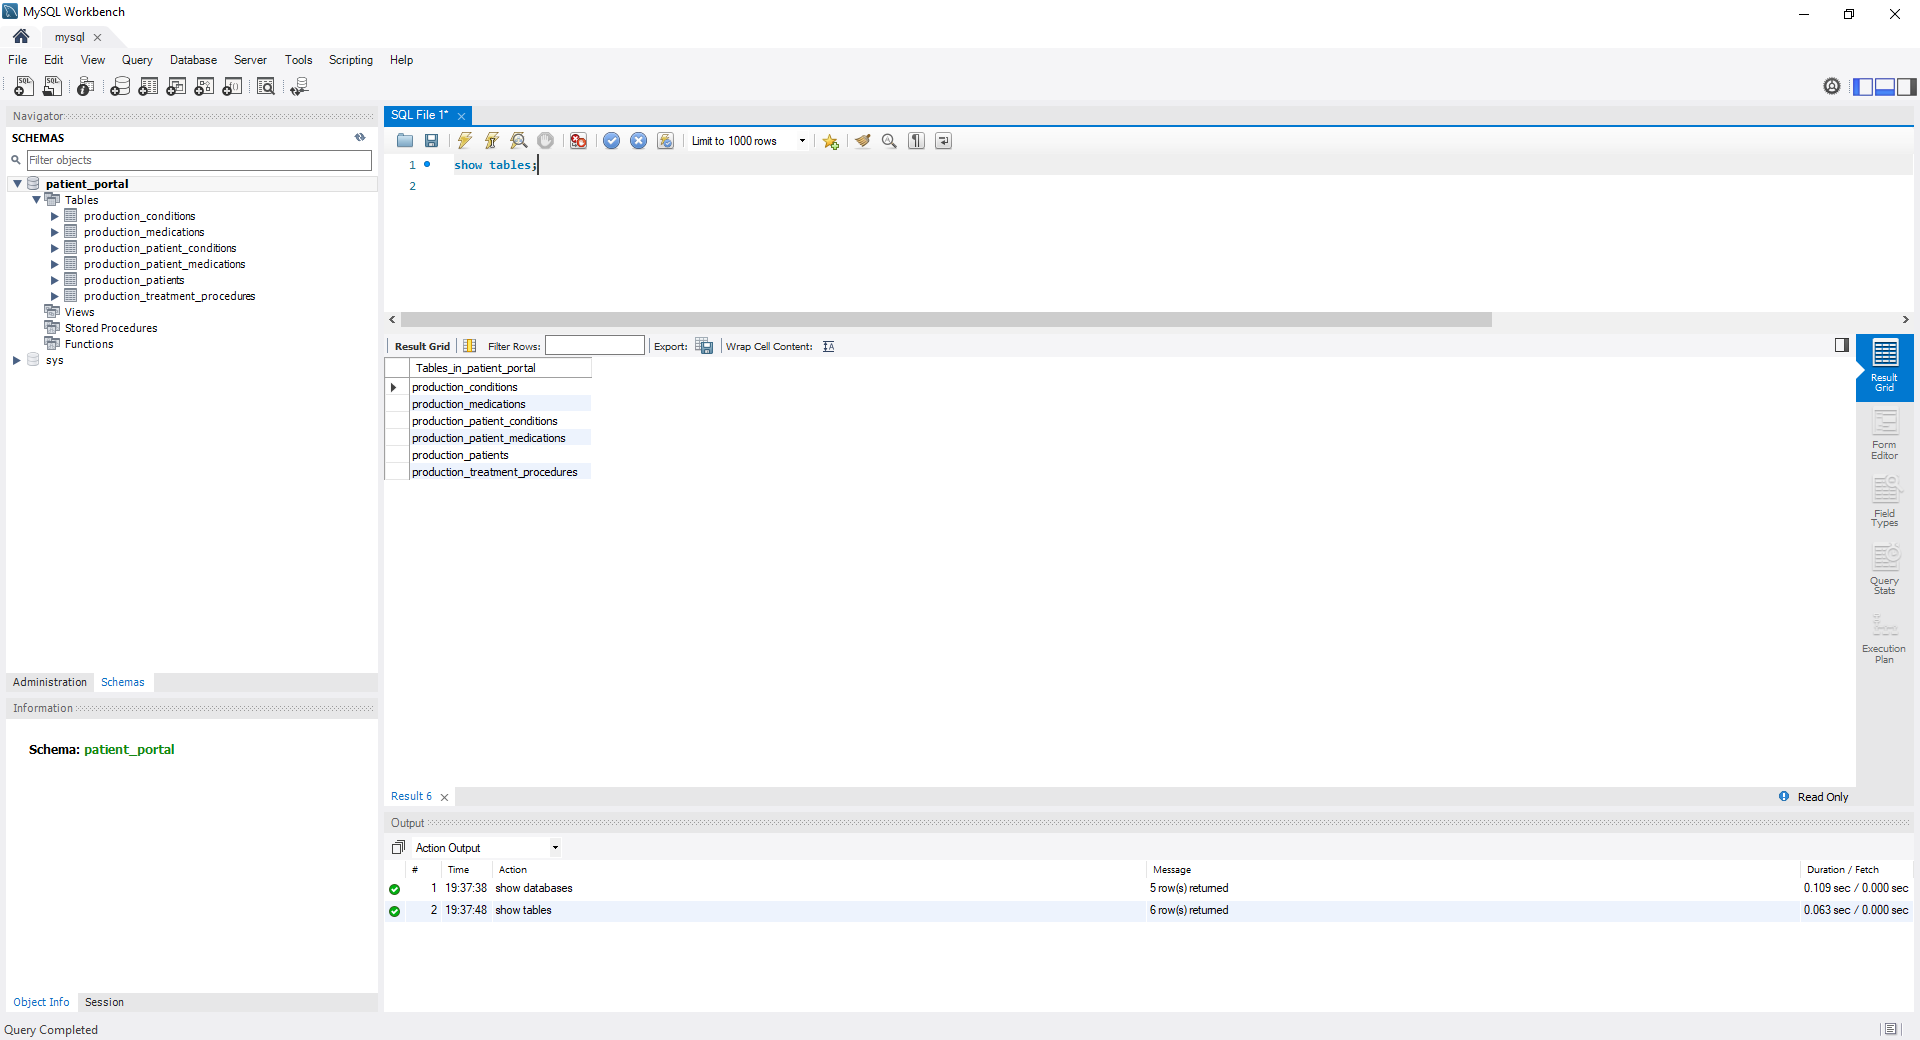 MySQL Workbench
mysql
File Edit View Query Database Server Tools Scripting Help
Navigator
SCHEMAS
Filter objects
patient_portal
Tables
production_conditions
production_medications
production_patient_conditions
production_patient_medications
production_patients
production_treatment_procedures
Views
Stored Procedures
Functions
sys
Administration Schemas
Information
Schema: patient_portal
Object Info Session
SQL File 1*
Limit to 1000 rows
1 show tables;
2
Result Grid Filter Rows: Export: Wrap Cell Content:
Tables_in_patient_portal
production_conditions
production_medications
production_patient_conditions
production_patient_medications
production_patients
production_treatment_procedures
Result
Grid
Form
Editor
Field
Types
Query
Stats
Execution
Plan
Result 6 Read Only
Output
Action Output
# Time Action Message Duration / Fetch
1 19:37:38 show databases 5 row(s) returned 0.109 sec / 0.000 sec
2 19:37:48 show tables 6 row(s) returned 0.063 sec / 0.000 sec
Query Completed